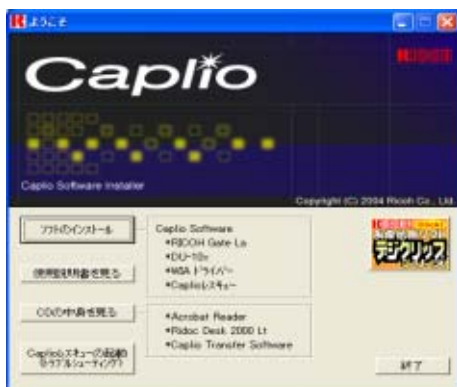 ようこそ
RICOH
Caplio
Caplio Software Installer
Copyright (C) 2004 Ricoh Co., Ltd.
ソフトのインストール
Caplio Software
*RICOH Gate La
*DU-10x
*WIA ドライバー
*Caplioレスキュー
使用説明書を見る
CDの中身を見る
*Acrobat Reader
*Ridoc Desk 2000 Lt
*Caplio Transfer Software
Caplioレスキューの起動
(トラブルシューティング)
デジクリップ
終了